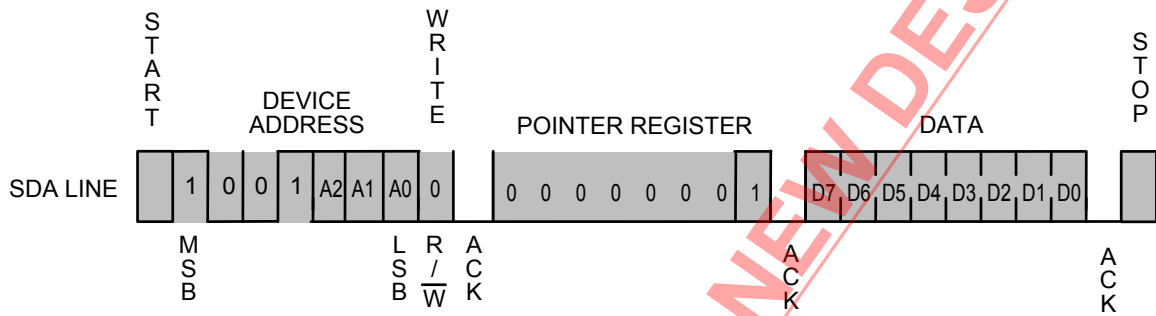 START
WRITE
STOP
DEVICE
ADDRESS
POINTER REGISTER
DATA
SDA LINE
1 0 0 1 A2 A1 A0 0 0 0 0 0 0 0 0 1 D7 D6 D5 D4 D3 D2 D1 D0
MSB
LSB
R/W
ACK
ACK
ACK
NEW DES